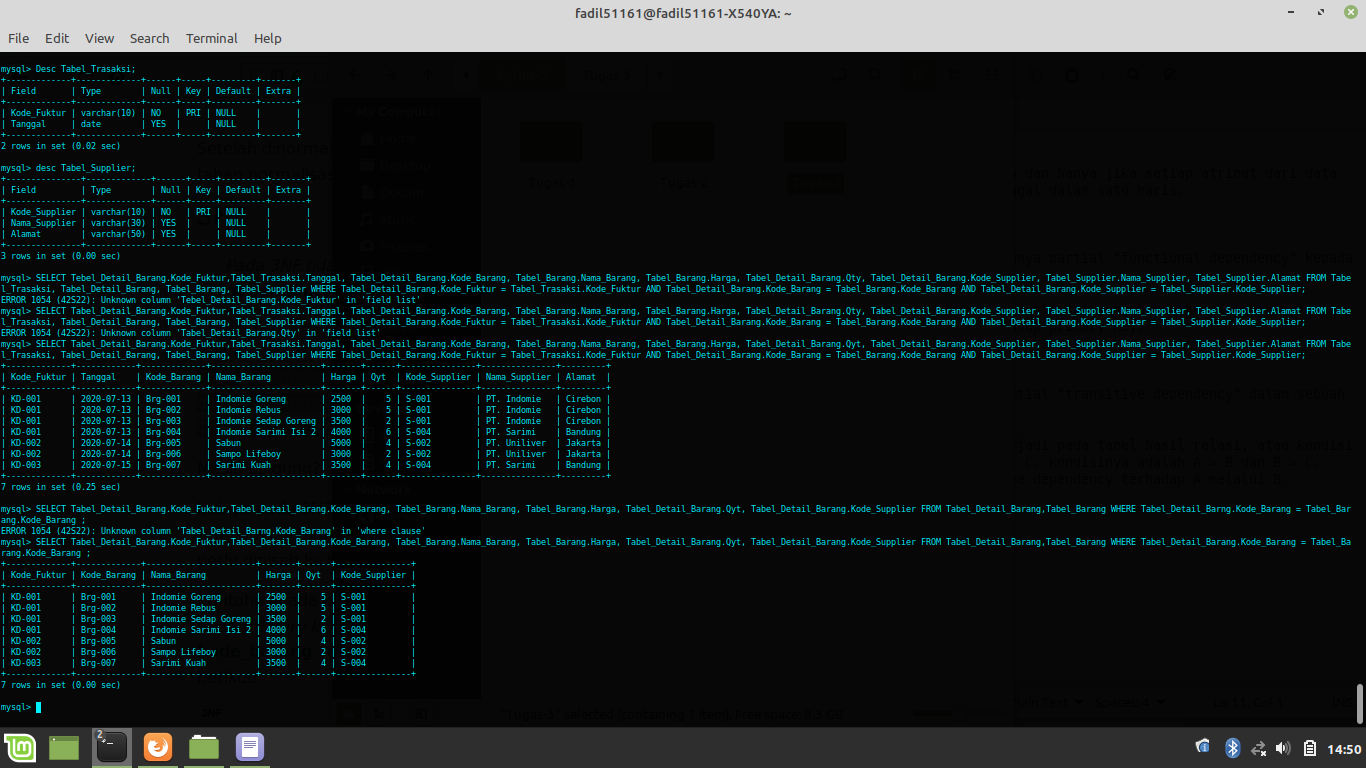 fadil51161@fadil51161-X540YA: ~
File Edit View Search Terminal Help
mysql> Desc Tabel_Trasaksi;
+-------------+-------------+------+-----+---------+-------+
| Field       | Type        | Null | Key | Default | Extra |
+-------------+-------------+------+-----+---------+-------+
| Kode_Fuktur | varchar(10) | NO   | PRI | NULL    |       |
| Tanggal     | date        | YES  |     | NULL    |       |
+-------------+-------------+------+-----+---------+-------+
2 rows in set (0.02 sec)
mysql> desc Tabel_Supplier;
+---------------+-------------+------+-----+---------+-------+
| Field         | Type        | Null | Key | Default | Extra |
+---------------+-------------+------+-----+---------+-------+
| Kode_Supplier | varchar(10) | NO   | PRI | NULL    |       |
| Nama_Supplier | varchar(30) | YES  |     | NULL    |       |
| Alamat        | varchar(50) | YES  |     | NULL    |       |
+---------------+-------------+------+-----+---------+-------+
3 rows in set (0.00 sec)
mysql> SELECT Tebel_Detail_Barang.Kode_Fuktur,Tabel_Trasaksi.Tanggal, Tabel_Detail_Barang.Kode_Barang, Tabel_Barang.Nama_Barang, Tabel_Barang.Harga, Tabel_Detail_Barang.Qty, Tabel_Detail_Barang.Kode_Supplier, Tabel_Supplier.Nama_Supplier, Tabel_Supplier.Alamat FROM Tabe
l_Trasaksi, Tabel_Detail_Barang, Tabel_Barang, Tabel_Supplier WHERE Tabel_Detail_Barang.Kode_Fuktur = Tabel_Trasaksi.Kode_Fuktur AND Tabel_Detail_Barang.Kode_Barang = Tabel_Barang.Kode_Barang AND Tabel_Detail_Barang.Kode_Supplier = Tabel_Supplier.Kode_Supplier;
ERROR 1054 (42S22): Unknown column 'Tebel_Detail_Barang.Kode_Fuktur' in 'field list'
mysql> SELECT Tabel_Detail_Barang.Kode_Fuktur,Tabel_Trasaksi.Tanggal, Tabel_Detail_Barang.Kode_Barang, Tabel_Barang.Nama_Barang, Tabel_Barang.Harga, Tabel_Detail_Barang.Qty, Tabel_Detail_Barang.Kode_Supplier, Tabel_Supplier.Nama_Supplier, Tabel_Supplier.Alamat FROM Tabe
l_Trasaksi, Tabel_Detail_Barang, Tabel_Barang, Tabel_Supplier WHERE Tabel_Detail_Barang.Kode_Fuktur = Tabel_Trasaksi.Kode_Fuktur AND Tabel_Detail_Barang.Kode_Barang = Tabel_Barang.Kode_Barang AND Tabel_Detail_Barang.Kode_Supplier = Tabel_Supplier.Kode_Supplier;
ERROR 1054 (42S22): Unknown column 'Tabel_Detail_Barang.Qty' in 'field list'
mysql> SELECT Tabel_Detail_Barang.Kode_Fuktur,Tabel_Trasaksi.Tanggal, Tabel_Detail_Barang.Kode_Barang, Tabel_Barang.Nama_Barang, Tabel_Barang.Harga, Tabel_Detail_Barang.Qyt, Tabel_Detail_Barang.Kode_Supplier, Tabel_Supplier.Nama_Supplier, Tabel_Supplier.Alamat FROM Tabe
l_Trasaksi, Tabel_Detail_Barang, Tabel_Barang, Tabel_Supplier WHERE Tabel_Detail_Barang.Kode_Fuktur = Tabel_Trasaksi.Kode_Fuktur AND Tabel_Detail_Barang.Kode_Barang = Tabel_Barang.Kode_Barang AND Tabel_Detail_Barang.Kode_Supplier = Tabel_Supplier.Kode_Supplier;
+-------------+------------+-------------+---------------------+-------+------+---------------+---------------+---------+
| Kode_Fuktur | Tanggal    | Kode_Barang | Nama_Barang         | Harga | Qyt  | Kode_Supplier | Nama_Supplier | Alamat  |
+-------------+------------+-------------+---------------------+-------+------+---------------+---------------+---------+
| KD-001      | 2020-07-13 | Brg-001     | Indomie Goreng      | 2500  |    5 | S-001         | PT. Indomie   | Cirebon |
| KD-001      | 2020-07-13 | Brg-002     | Indomie Rebus       | 3000  |    5 | S-001         | PT. Indomie   | Cirebon |
| KD-001      | 2020-07-13 | Brg-003     | Indomie Sedap Goreng | 3500  |    2 | S-001         | PT. Indomie   | Cirebon |
| KD-001      | 2020-07-13 | Brg-004     | Indomie Sarimi Isi 2 | 4000  |    6 | S-004         | PT. Sarimi    | Bandung |
| KD-002      | 2020-07-14 | Brg-005     | Sabun               | 5000  |    4 | S-002         | PT. Uniliver  | Jakarta |
| KD-002      | 2020-07-14 | Brg-006     | Sampo Lifeboy       | 3000  |    2 | S-002         | PT. Uniliver  | Jakarta |
| KD-003      | 2020-07-15 | Brg-007     | Sarimi Kuah         | 3500  |    4 | S-004         | PT. Sarimi    | Bandung |
+-------------+------------+-------------+---------------------+-------+------+---------------+---------------+---------+
7 rows in set (0.25 sec)
mysql> SELECT Tabel_Detail_Barang.Kode_Fuktur,Tabel_Detail_Barang.Kode_Barang, Tabel_Barang.Nama_Barang, Tabel_Barang.Harga, Tabel_Detail_Barang.Qyt, Tabel_Detail_Barang.Kode_Supplier FROM Tabel_Detail_Barang,Tabel_Barang WHERE Tabel_Detail_Barng.Kode_Barang = Tabel_Bar
ang.Kode_Barang ;
ERROR 1054 (42S22): Unknown column 'Tabel_Detail_Barng.Kode_Barang' in 'where clause'
mysql> SELECT Tabel_Detail_Barang.Kode_Fuktur,Tabel_Detail_Barang.Kode_Barang, Tabel_Barang.Nama_Barang, Tabel_Barang.Harga, Tabel_Detail_Barang.Qyt, Tabel_Detail_Barang.Kode_Supplier FROM Tabel_Detail_Barang,Tabel_Barang WHERE Tabel_Detail_Barang.Kode_Barang = Tabel_Ba
rang.Kode_Barang ;
+-------------+-------------+----------------------+-------+------+---------------+
| Kode_Fuktur | Kode_Barang | Nama_Barang          | Harga | Qyt  | Kode_Supplier |
+-------------+-------------+----------------------+-------+------+---------------+
| KD-001      | Brg-001     | Indomie Goreng       | 2500  |    5 | S-001         |
| KD-001      | Brg-002     | Indomie Rebus        | 3000  |    5 | S-001         |
| KD-001      | Brg-003     | Indomie Sedap Goreng | 3500  |    2 | S-001         |
| KD-001      | Brg-004     | Indomie Sarimi Isi 2 | 4000  |    6 | S-004         |
| KD-002      | Brg-005     | Sabun                | 5000  |    4 | S-002         |
| KD-002      | Brg-006     | Sampo Lifeboy        | 3000  |    2 | S-002         |
| KD-003      | Brg-007     | Sarimi Kuah          | 3500  |    4 | S-004         |
+-------------+-------------+----------------------+-------+------+---------------+
7 rows in set (0.00 sec)
mysql>
2
14:50